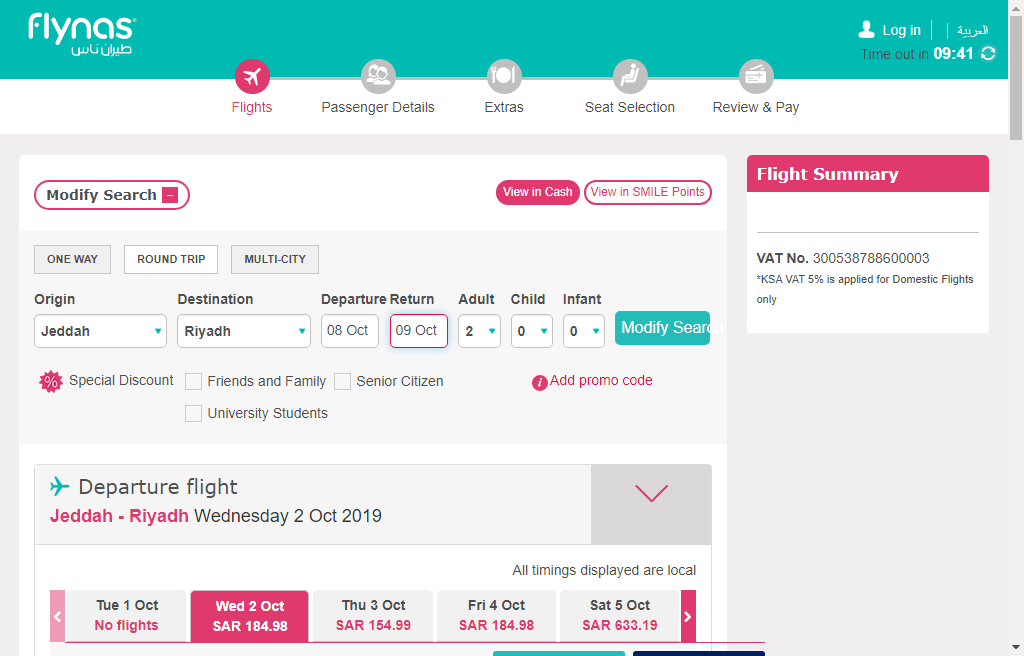 flynas
طيران ناس
Log in
العربية
Time out in 09:41
Flights
Passenger Details
Extras
Seat Selection
Review & Pay
Modify Search
View in Cash
View in SMILE Points
Flight Summary
VAT No. 300538788600003
*KSA VAT 5% is applied for Domestic Flights
only
ONE WAY
ROUND TRIP
MULTI-CITY
Origin
Destination
Departure
Return
Adult
Child
Infant
Jeddah
Riyadh
08 Oct
09 Oct
2
0
0
Modify Search
Special Discount
Friends and Family
Senior Citizen
Add promo code
University Students
Departure flight
Jeddah - Riyadh Wednesday 2 Oct 2019
All timings displayed are local
Tue 1 Oct
No flights
Wed 2 Oct
SAR 184.98
Thu 3 Oct
SAR 154.99
Fri 4 Oct
SAR 184.98
Sat 5 Oct
SAR 633.19